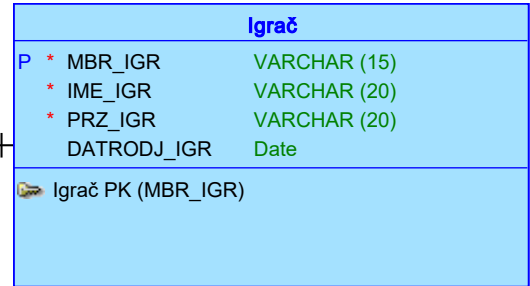 Igrač
P * MBR_IGR VARCHAR (15)
* IME_IGR VARCHAR (20)
* PRZ_IGR VARCHAR (20)
DATRODJ_IGR Date
Igrač PK (MBR_IGR)